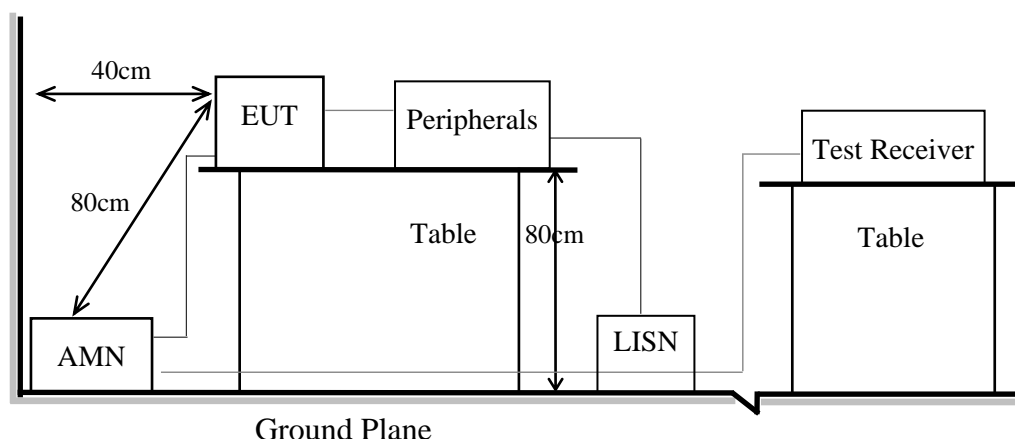 40cm
EUT
Peripherals
Test Receiver
80cm
Table
80cm
Table
AMN
LISN
Ground Plane